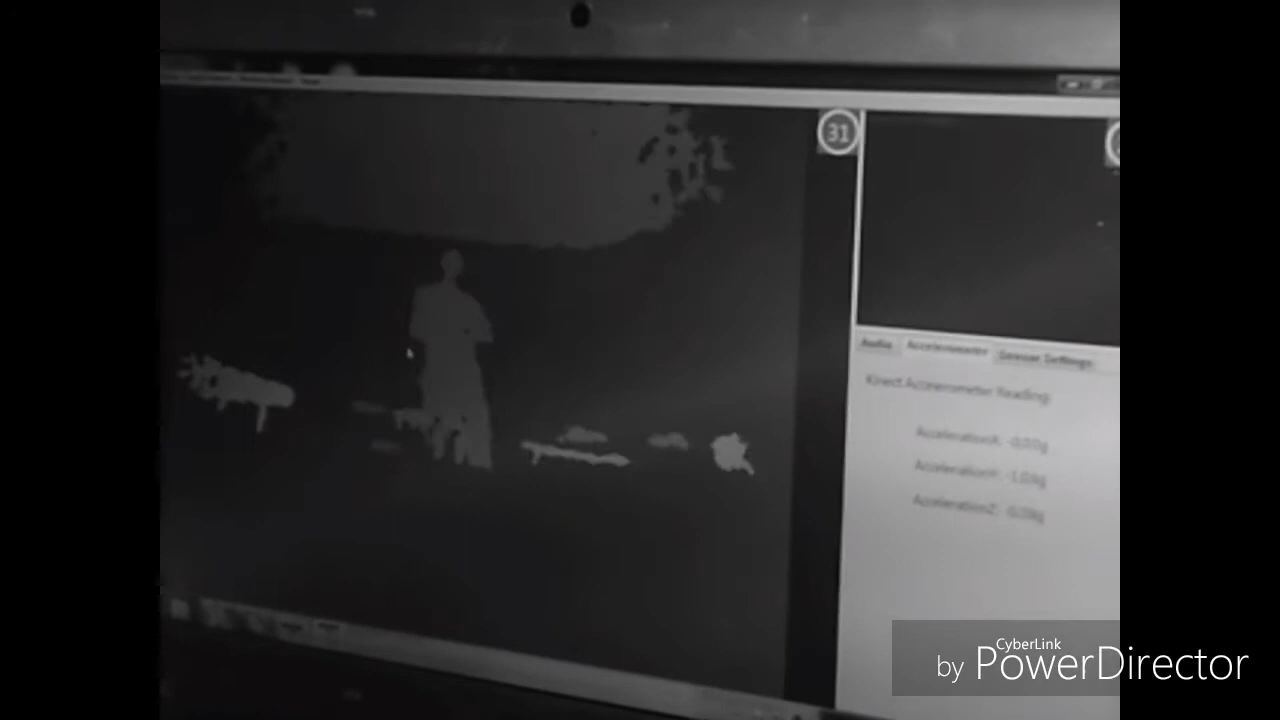 31
Audio
Accelerometer
Sensor Settings
Kinect Accelerometer Reading:
AccelerationX:
AccelerationY:
AccelerationZ:
CyberLink
by PowerDirector